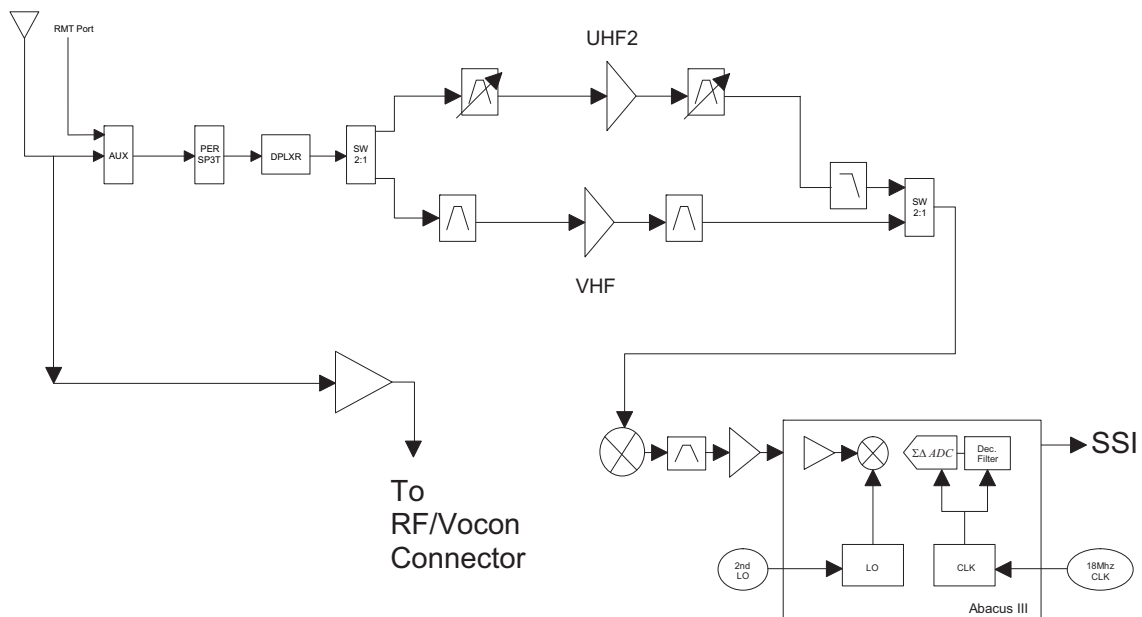 RMT Port
UHF2
AUX
PER
SP3T
DPLXR
SW
2:1
SW
2:1
VHF
To
RF/Vocon
Connector
ΣΔ ADC
Dec.
Filter
SSI
2nd
LO
LO
CLK
18Mhz
CLK
Abacus III